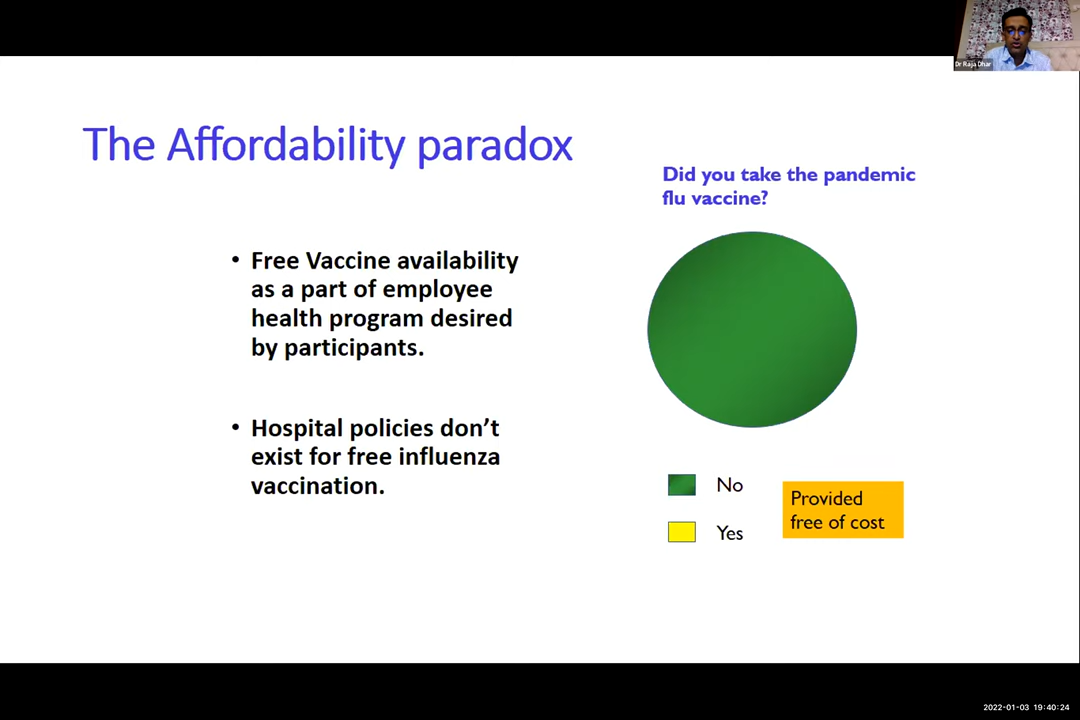 Dr Raja Dhar
The Affordability paradox
Did you take the pandemic
flu vaccine?
• Free Vaccine availability
as a part of employee
health program desired
by participants.
• Hospital policies don’t
exist for free influenza
vaccination.
No
Yes
Provided
free of cost
2022-01-03 19:40:24